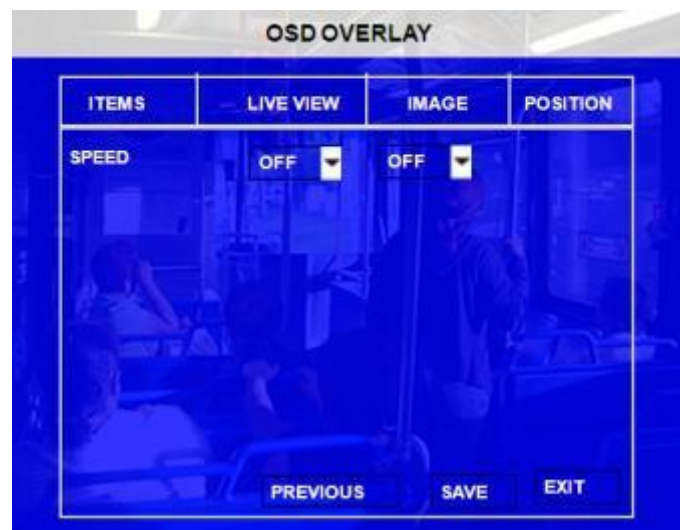 OSD OVERLAY
ITEMS LIVE VIEW IMAGE POSITION
SPEED OFF OFF
PREVIOUS SAVE EXIT